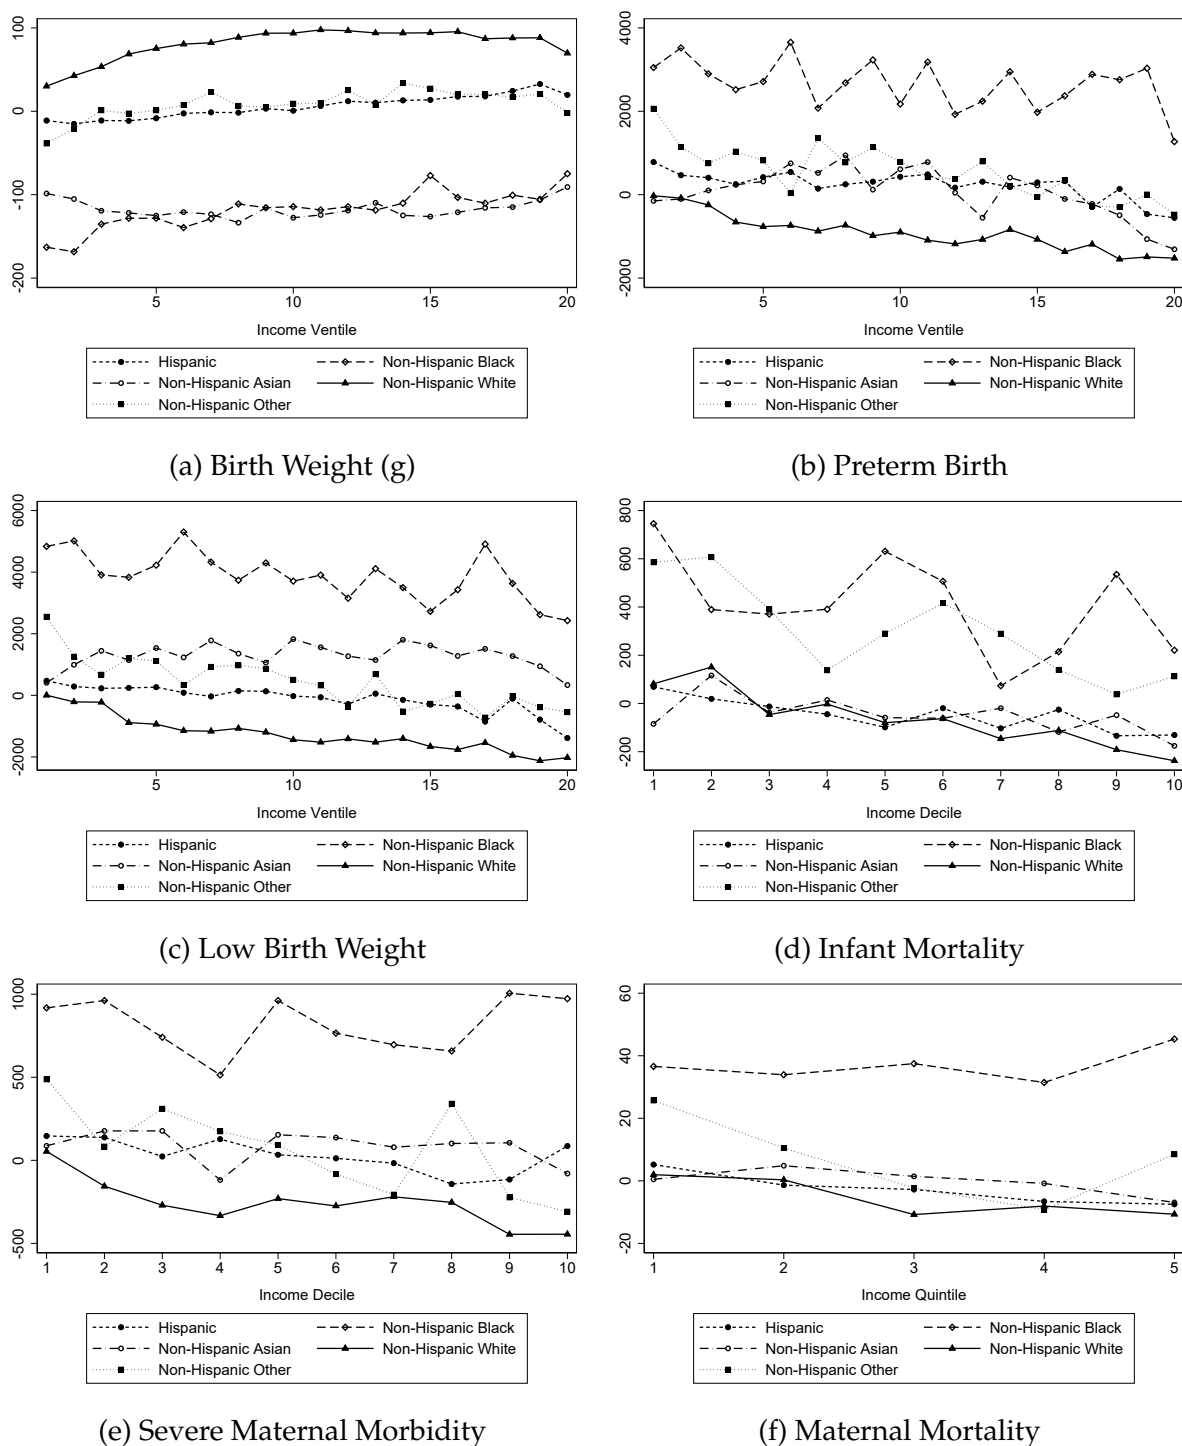 100
0
-100
-200
5 10 15 20
Income Ventile
Hispanic Non-Hispanic Black
Non-Hispanic Asian Non-Hispanic White
Non-Hispanic Other
(a) Birth Weight (g)
4000
2000
0
-2000
5 10 15 20
Income Ventile
Hispanic Non-Hispanic Black
Non-Hispanic Asian Non-Hispanic White
Non-Hispanic Other
(b) Preterm Birth
6000
4000
2000
0
-2000
5 10 15 20
Income Ventile
Hispanic Non-Hispanic Black
Non-Hispanic Asian Non-Hispanic White
Non-Hispanic Other
(c) Low Birth Weight
800
600
400
200
0
-200
1 2 3 4 5 6 7 8 9 10
Income Decile
Hispanic Non-Hispanic Black
Non-Hispanic Asian Non-Hispanic White
Non-Hispanic Other
(d) Infant Mortality
1000
500
0
-500
1 2 3 4 5 6 7 8 9 10
Income Decile
Hispanic Non-Hispanic Black
Non-Hispanic Asian Non-Hispanic White
Non-Hispanic Other
(e) Severe Maternal Morbidity
60
40
20
0
-20
1 2 3 4 5
Income Quintile
Hispanic Non-Hispanic Black
Non-Hispanic Asian Non-Hispanic White
Non-Hispanic Other
(f) Maternal Mortality